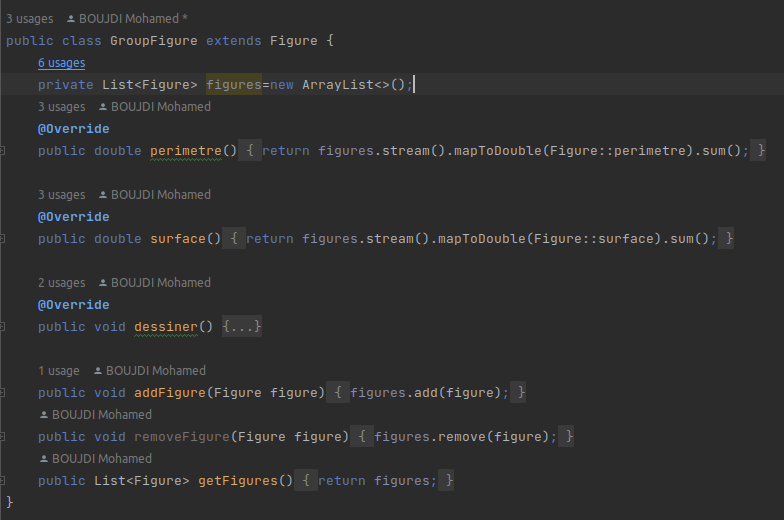 3 usages BOUJDI Mohamed *
public class GroupFigure extends Figure {
6 usages
private List<Figure> figures=new ArrayList<>();
3 usages BOUJDI Mohamed
@Override
public double perimetre() { return figures.stream().mapToDouble(Figure::perimetre).sum(); }
3 usages BOUJDI Mohamed
@Override
public double surface() { return figures.stream().mapToDouble(Figure::surface).sum(); }
2 usages BOUJDI Mohamed
@Override
public void dessiner() {...}
1 usage BOUJDI Mohamed
public void addFigure(Figure figure) { figures.add(figure); }
BOUJDI Mohamed
public void removeFigure(Figure figure) { figures.remove(figure); }
BOUJDI Mohamed
public List<Figure> getFigures() { return figures; }
}